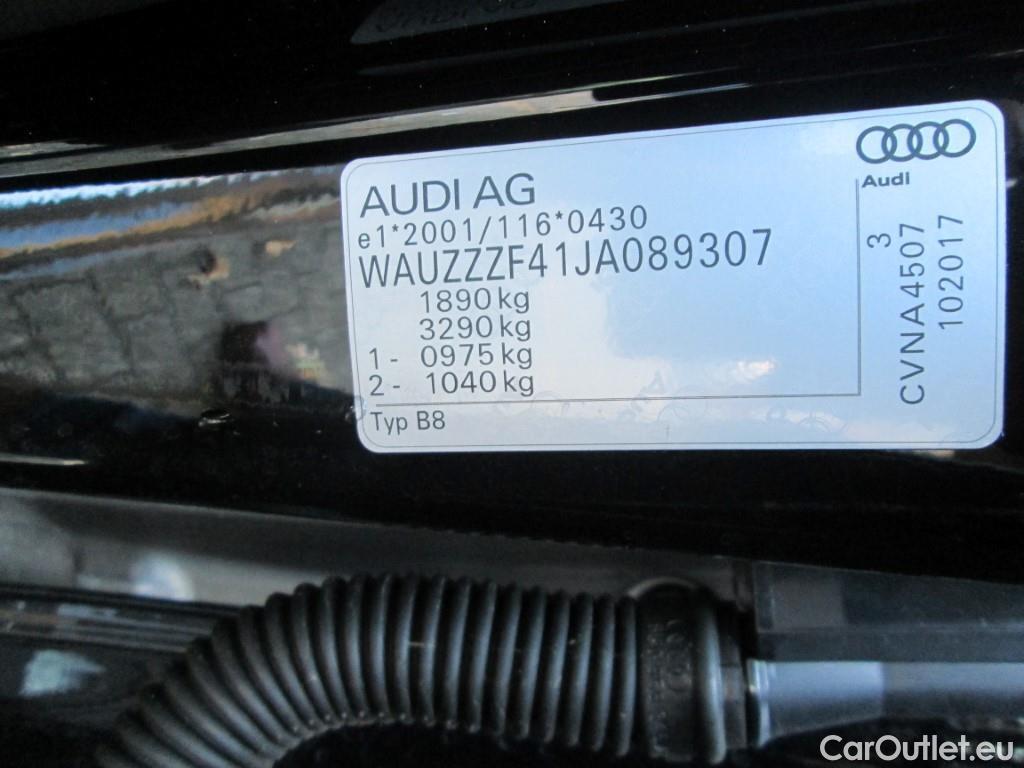 AUDI AG
e1*2001/116*0430
WAUZZZF41JA089307
1890 kg
3290 kg
1 - 0975 kg
2 - 1040 kg
Typ B8
Audi
3
CVNA4507
102017
CarOutlet.eu